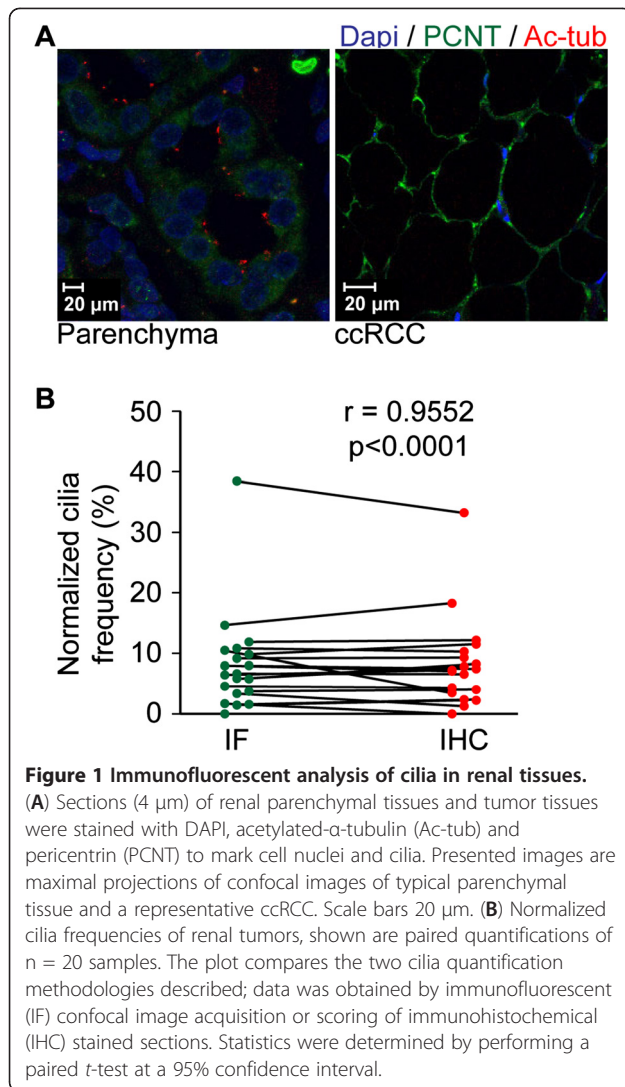 A
Dapi / PCNT / Ac-tub
20 µm
20 µm
Parenchyma
ccRCC
B
r = 0.9552
p<0.0001
Normalized cilia
frequency (%)
50
40
30
20
10
0
IF
IHC
Figure 1 Immunofluorescent analysis of cilia in renal tissues.
(A) Sections (4 µm) of renal parenchymal tissues and tumor tissues
were stained with DAPI, acetylated-α-tubulin (Ac-tub) and
pericentrin (PCNT) to mark cell nuclei and cilia. Presented images are
maximal projections of confocal images of typical parenchymal
tissue and a representative ccRCC. Scale bars 20 µm. (B) Normalized
cilia frequencies of renal tumors, shown are paired quantifications of
n = 20 samples. The plot compares the two cilia quantification
methodologies described; data was obtained by immunofluorescent
(IF) confocal image acquisition or scoring of immunohistochemical
(IHC) stained sections. Statistics were determined by performing a
paired t-test at a 95% confidence interval.